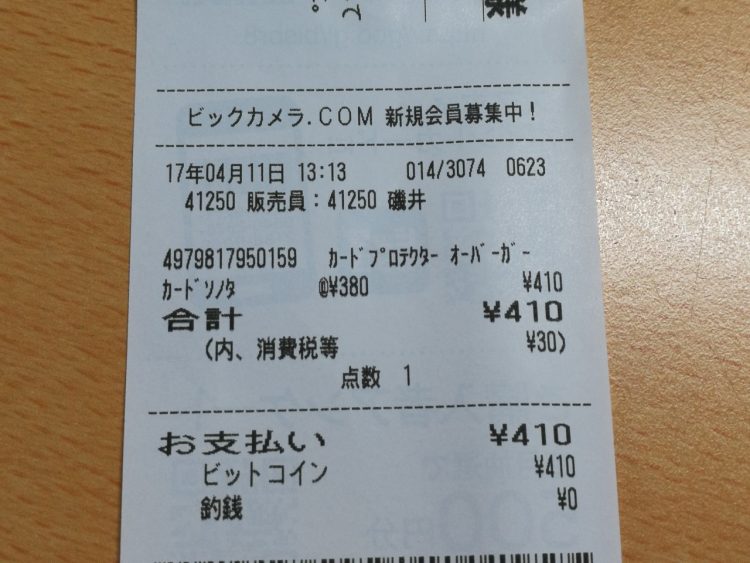 て
。
ビックカメラ.COM 新規会員募集中!
17年04月11日 13:13 014/3074 0623
41250 販売員:41250 磯井
4979817950159 カードプロテクター オーバーガー
カードソノタ @¥380 ¥410
合計 ¥410
(内、消費税等 ¥30)
点数 1
お支払い ¥410
ビットコイン ¥410
釣銭 ¥0